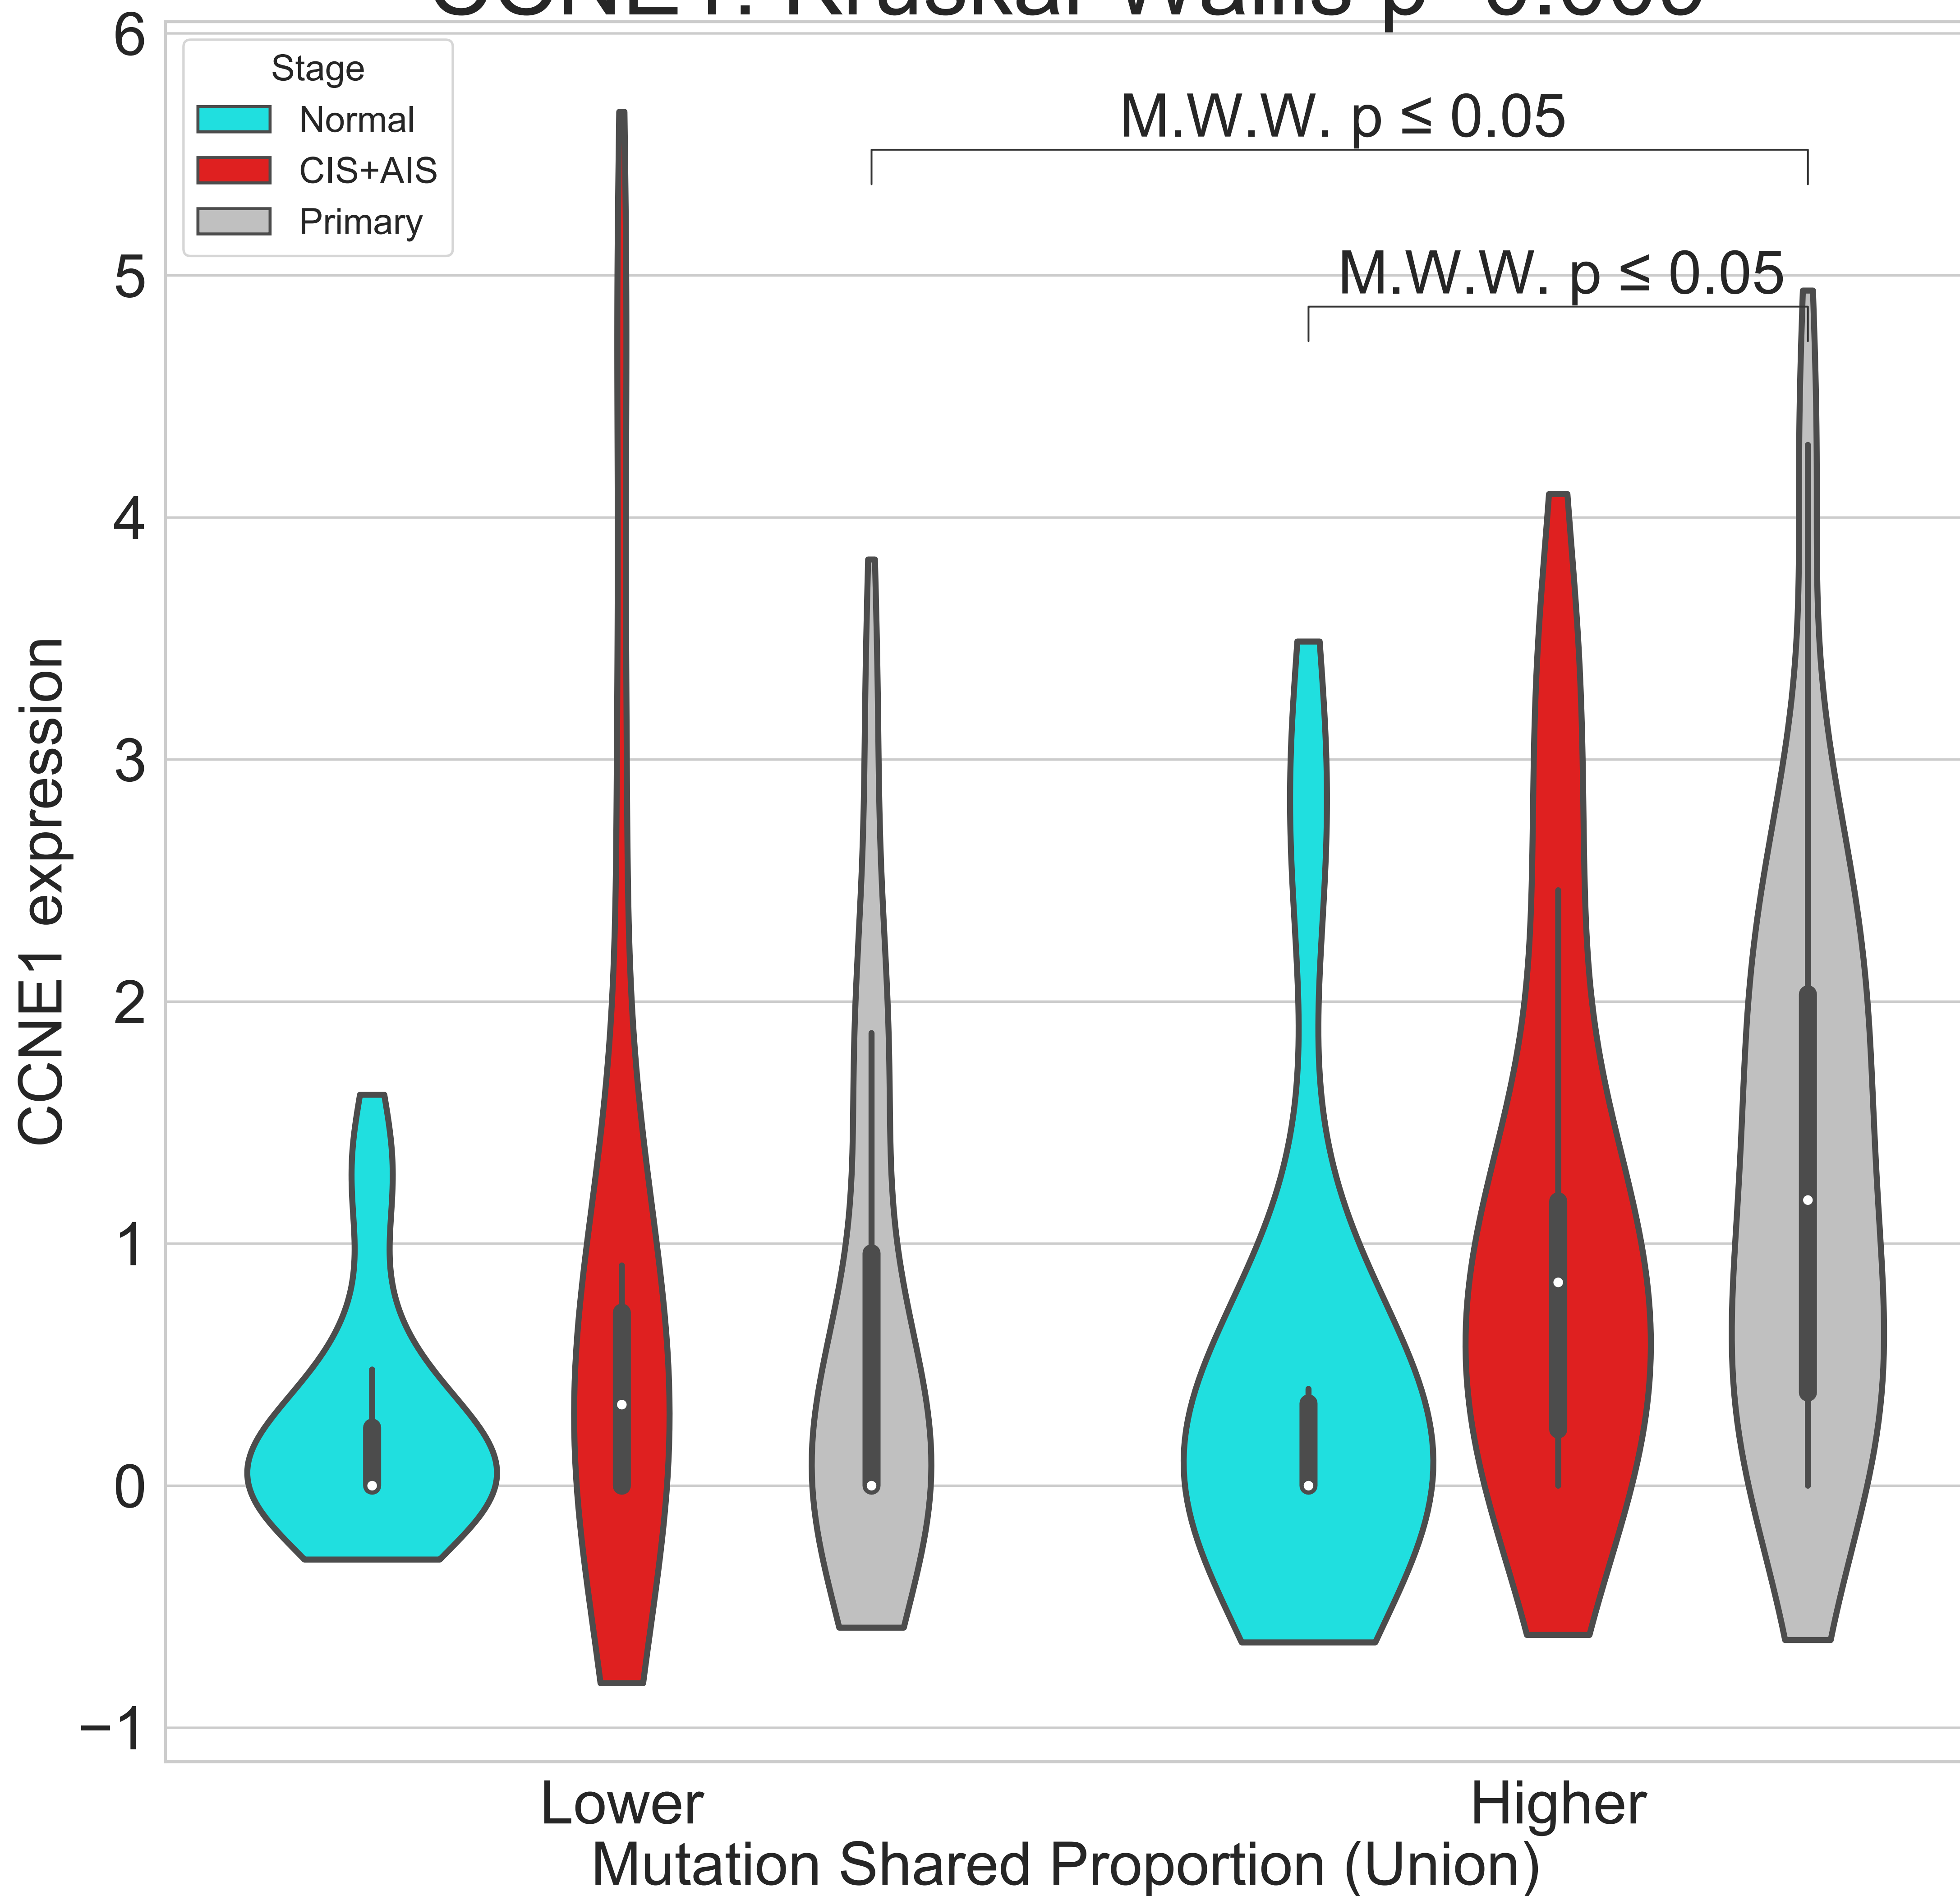 6
Stage
Normal
CIS+AIS
Primary
M.W.W. p ≤ 0.05
5
M.W.W. p ≤ 0.05
4
3
2
1
0
−1
CCNE1 expression
Lower
Higher
Mutation Shared Proportion (Union)